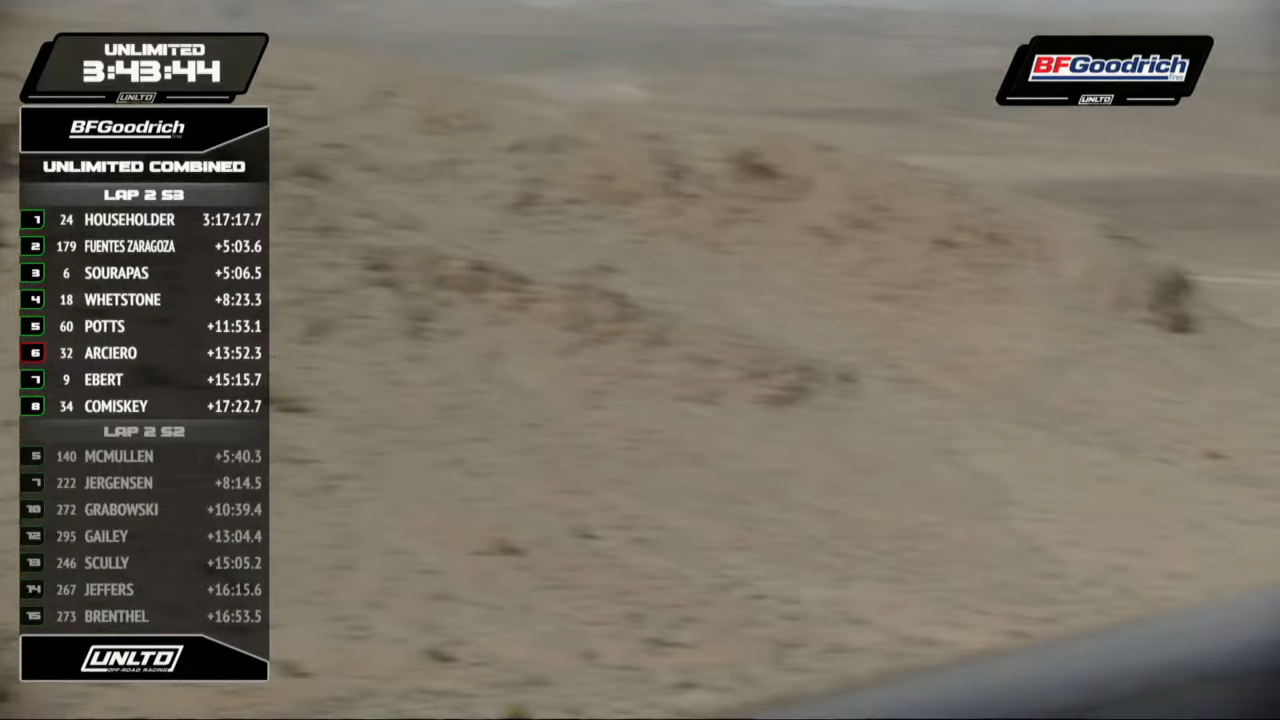 UNLIMITED
3:43:44
UNLTD
BFGoodrich
UNLIMITED COMBINED
LAP 2 S3
1 24 HOUSEHOLDER 3:17:17.7
2 179 FUENTES ZARAGOZA +5:03.6
3 6 SOURAPAS +5:06.5
4 18 WHETSTONE +8:23.3
5 60 POTTS +11:53.1
6 32 ARCIERO +13:52.3
7 9 EBERT +15:15.7
8 34 COMISKEY +17:22.7
LAP 2 S2
5 140 MCMULLEN +5:40.3
7 222 JERGENSEN +8:14.5
10 272 GRABOWSKI +10:39.4
12 295 GAILEY +13:04.4
13 246 SCULLY +15:05.2
14 267 JEFFERS +16:15.6
15 273 BRENTHEL +16:53.5
UNLTD
OFF-ROAD RACING
BFGoodrich
Tires
UNLTD